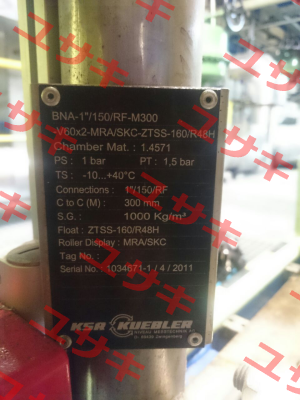 BNA-1"/150/RF-M300
-V60x2-MRA/SKC-ZTSS-160/R48H
Chamber Mat. : 1.4571
PS : 1 bar PT : 1,5 bar
TS : -10...+40°C
Connections : 1"/150/RF
C to C (M) : 300 mm
S.G. : 1000 Kg/m³
Float : ZTSS-160/R48H
Roller Display : MRA/SKC
Tag No. :
Serial No. : 1034671-1 / 4 / 2011
KSR KUEBLER
ユサキ
ユサキ
ユサキ
ユサキ
ユサキ